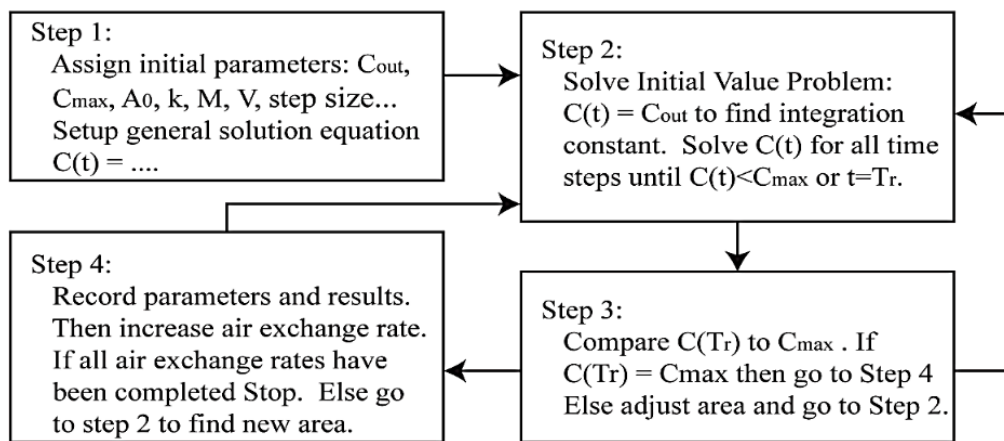 Step 1:
Assign initial parameters: Cout,
Cmax, A0, k, M, V, step size...
Setup general solution equation
C(t) = ....
Step 2:
Solve Initial Value Problem:
C(t) = Cout to find integration
constant. Solve C(t) for all time
steps until C(t)<Cmax or t=Tr.
Step 3:
Compare C(Tr) to Cmax . If
C(Tr) = Cmax then go to Step 4
Else adjust area and go to Step 2.
Step 4:
Record parameters and results.
Then increase air exchange rate.
If all air exchange rates have
been completed Stop. Else go
to step 2 to find new area.